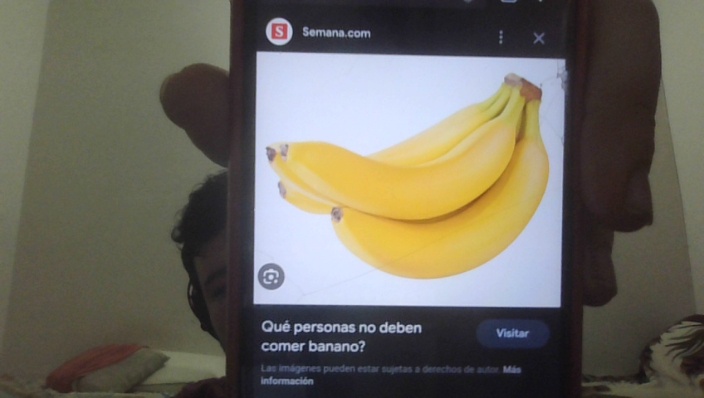 S Semana.com
Qué personas no deben
comer banano?
Visitar
Las imágenes pueden estar sujetas a derechos de autor. Más
información